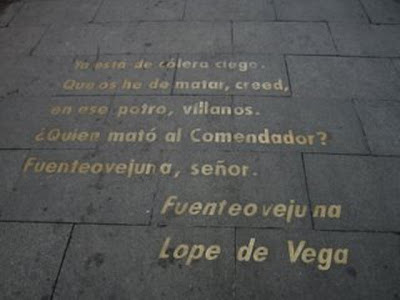 Ya está de cólera ciego.
Que os he de matar, creed,
en ese potro, villanos.
¿Quien mató al Comendador?
Fuenteovejuna, señor.
Fuenteovejuna
Lope de Vega